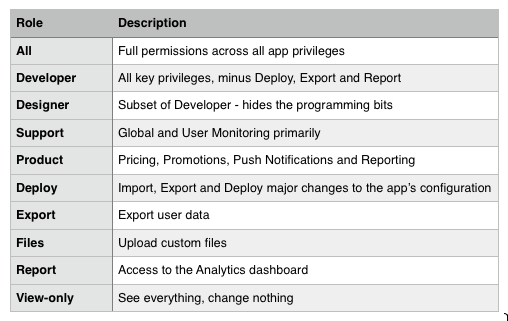 Role Description
All Full permissions across all app privileges
Developer All key privileges, minus Deploy, Export and Report
Designer Subset of Developer - hides the programming bits
Support Global and User Monitoring primarily
Product Pricing, Promotions, Push Notifications and Reporting
Deploy Import, Export and Deploy major changes to the app's configuration
Export Export user data
Files Upload custom files
Report Access to the Analytics dashboard
View-only See everything, change nothing